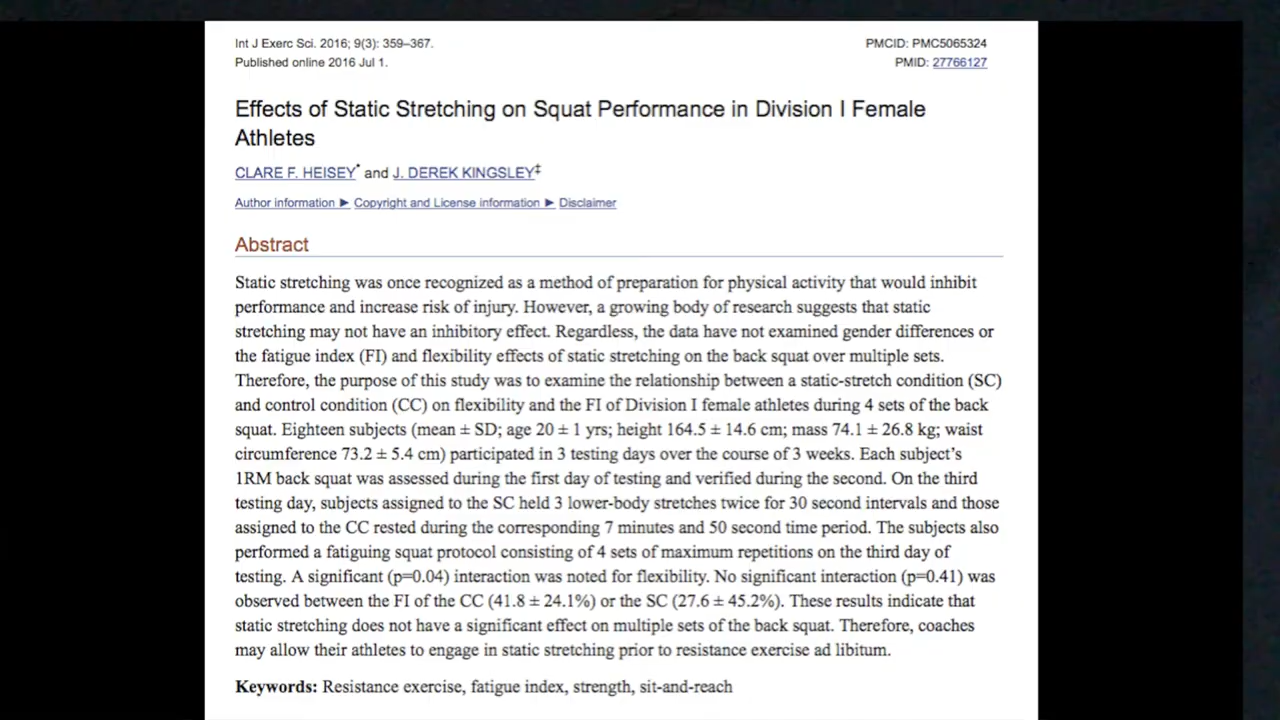 Int J Exerc Sci. 2016; 9(3): 359–367.
PMCID: PMC5065324
Published online 2016 Jul 1.
PMID: 27766127
Effects of Static Stretching on Squat Performance in Division I Female
Athletes
CLARE F. HEISEY* and J. DEREK KINGSLEY‡
Author information ► Copyright and License information ► Disclaimer
Abstract
Static stretching was once recognized as a method of preparation for physical activity that would inhibit
performance and increase risk of injury. However, a growing body of research suggests that static
stretching may not have an inhibitory effect. Regardless, the data have not examined gender differences or
the fatigue index (FI) and flexibility effects of static stretching on the back squat over multiple sets.
Therefore, the purpose of this study was to examine the relationship between a static-stretch condition (SC)
and control condition (CC) on flexibility and the FI of Division I female athletes during 4 sets of the back
squat. Eighteen subjects (mean ± SD; age 20 ± 1 yrs; height 164.5 ± 14.6 cm; mass 74.1 ± 26.8 kg; waist
circumference 73.2 ± 5.4 cm) participated in 3 testing days over the course of 3 weeks. Each subject’s
1RM back squat was assessed during the first day of testing and verified during the second. On the third
testing day, subjects assigned to the SC held 3 lower-body stretches twice for 30 second intervals and those
assigned to the CC rested during the corresponding 7 minutes and 50 second time period. The subjects also
performed a fatiguing squat protocol consisting of 4 sets of maximum repetitions on the third day of
testing. A significant (p=0.04) interaction was noted for flexibility. No significant interaction (p=0.41) was
observed between the FI of the CC (41.8 ± 24.1%) or the SC (27.6 ± 45.2%). These results indicate that
static stretching does not have a significant effect on multiple sets of the back squat. Therefore, coaches
may allow their athletes to engage in static stretching prior to resistance exercise ad libitum.
Keywords: Resistance exercise, fatigue index, strength, sit-and-reach